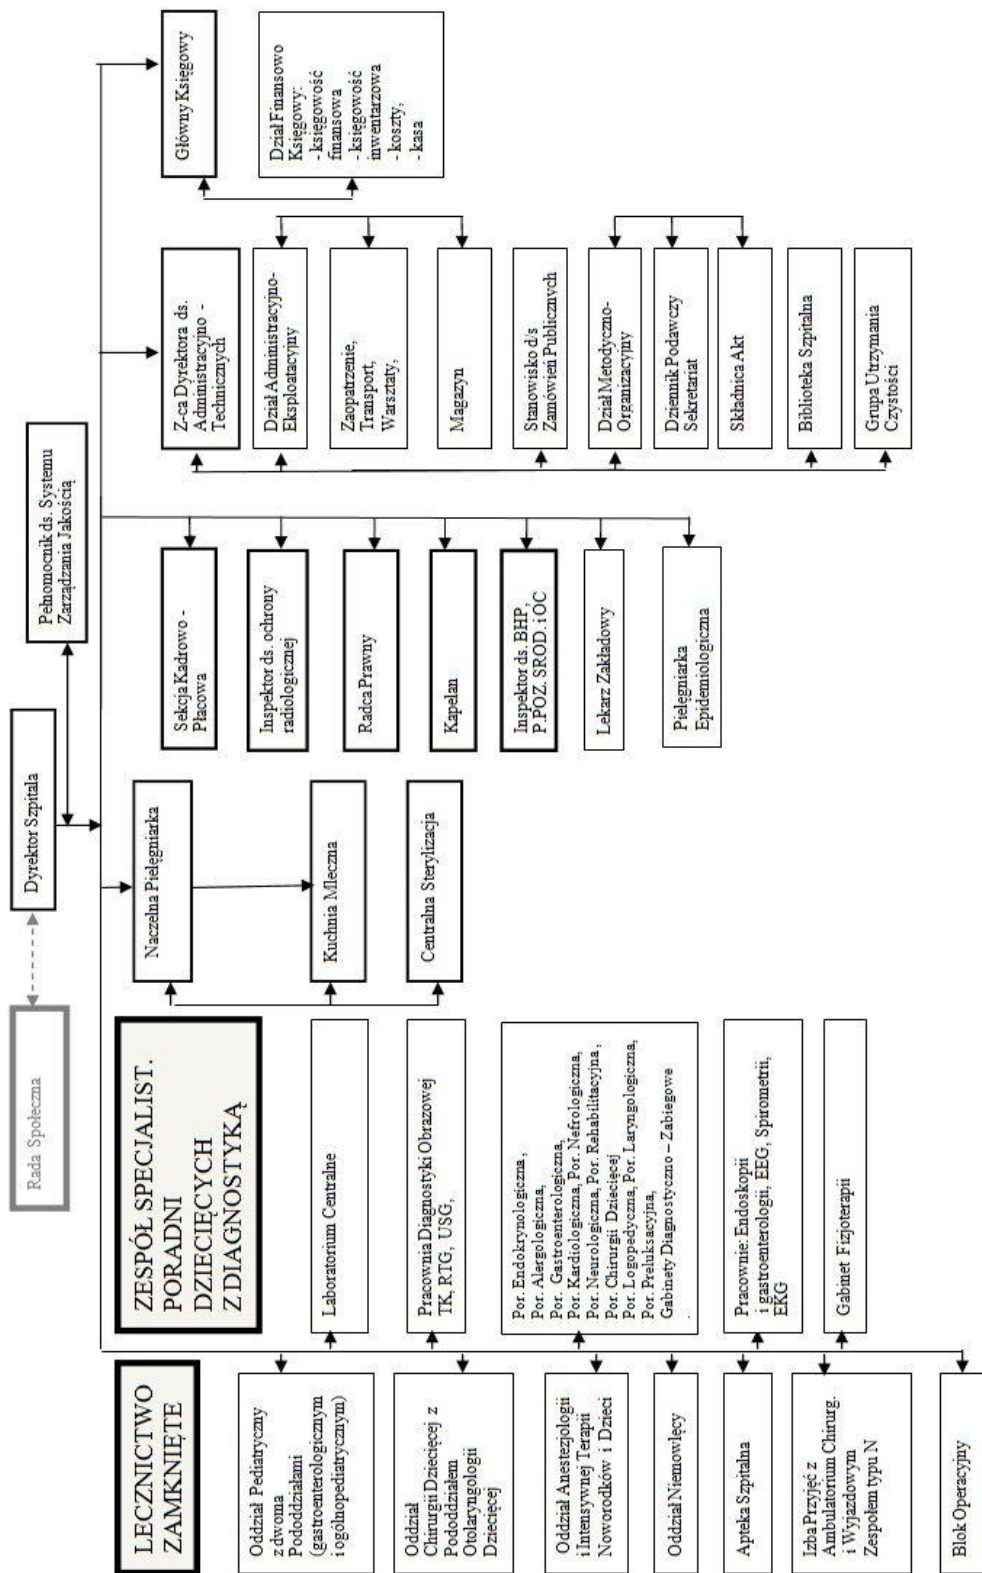 Rada Społeczna
Dyrektor Szpitala
Pełnomocnik ds. Systemu
Zarządzania Jakością
LECZNICTWO
ZAMKNIĘTE
Oddział Pediatryczny
z dwoma
Pododdziałami
(gastroenterologicznym
i ogólnopediatrycznym)
Oddział
Chirurgii Dziecięcej z
Pododdziałem
Otolaryngologii
Dziecięcej
Oddział Anestezjologii
i Intensywnej Terapii
Noworodków i Dzieci
Oddział Niemowlęcy
Apteka Szpitalna
Izba Przyjęć z
Ambulatorium Chirurg.
i Wyjazdowym
Zespołem typu N
Blok Operacyjny
ZESPÓŁ SPECJALIST.
PORADNI
DZIECIĘCYCH
Z DIAGNOSTYKĄ
Laboratorium Centralne
Pracownia Diagnostyki Obrazowej
TK, RTG, USG,
Por. Endokrynologiczna ,
Por. Alergologiczna,
Por. Gastroenterologiczna,
Por. Kardiologiczna, Por. Nefrologiczna,
Por. Neurologiczna, Por. Rehabilitacyjna ,
Por. Chirurgii Dziecięcej
Por. Logopedyczna, Por. Laryngologiczna,
Por. Preluksacyjna,
Gabinety Diagnostyczno – Zabiegowe
.
Pracownie: Endoskopii
i gastroenterologii, EEG, Spirometrii,
EKG
Gabinet Fizjoterapii
Naczelna Pielęgniarka
Kuchnia Mleczna
Centralna Sterylizacja
Sekcja Kadrowo -
Płacowa
Inspektor ds. ochrony
radiologicznej
Radca Prawny
Kapelan
Inspektor ds. BHP,
P.POZ. SROD. i OC
Lekarz Zakładowy
Pielęgniarka
Epidemiologiczna
Z-ca Dyrektora ds.
Administracyjno -
Technicznych
Dział Administracyjno-
Eksploatacyjny
Zaopatrzenie,
Transport,
Warsztaty,
Magazyn
Stanowisko d/s
Zamówień Publicznych
Dział Metodyczno-
Organizacyjny
Dziennik Podawczy
Sekretariat
Składnica Akt
Biblioteka Szpitalna
Grupa Utrzymania
Czystości
Główny Księgowy
Dział Finansowo
Księgowy:
- księgowość
finansowa
- księgowość
inwentarzowa
- koszty,
- kasa